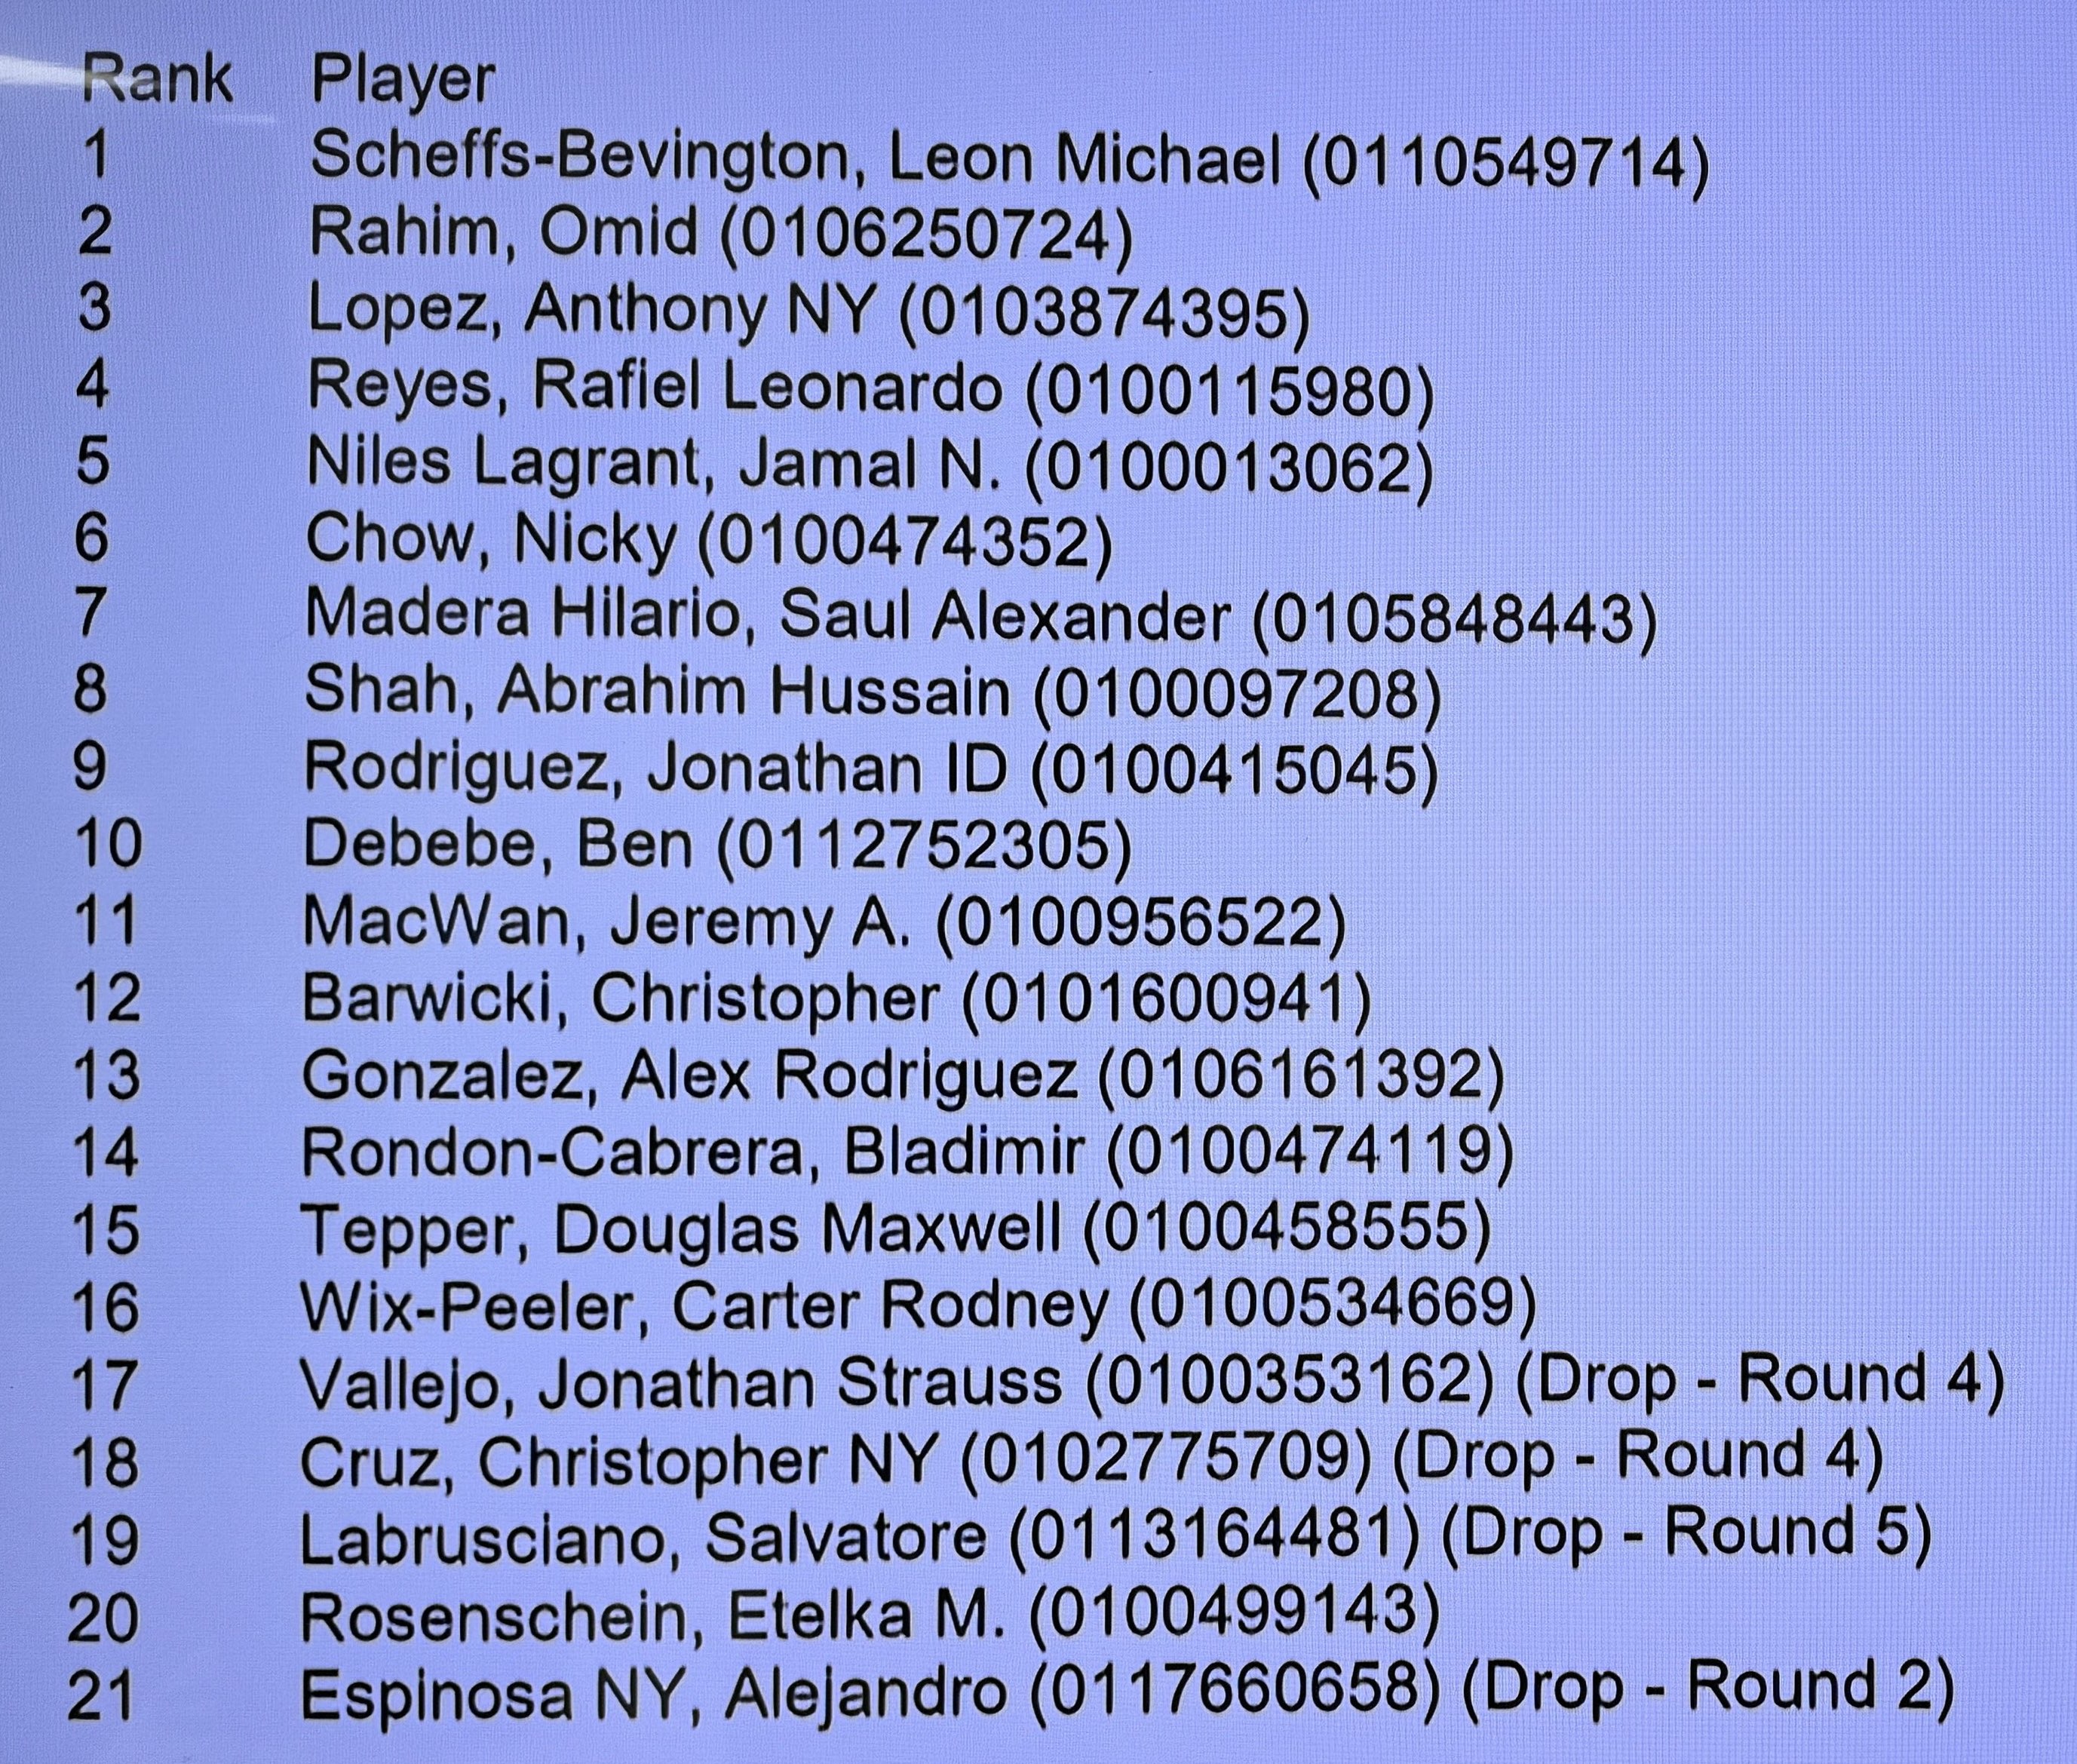 Rank Player
1 Scheffs-Bevington, Leon Michael (0110549714)
2 Rahim, Omid (0106250724)
3 Lopez, Anthony NY (0103874395)
4 Reyes, Rafiel Leonardo (0100115980)
5 Niles Lagrant, Jamal N. (0100013062)
6 Chow, Nicky (0100474352)
7 Madera Hilario, Saul Alexander (0105848443)
8 Shah, Abrahim Hussain (0100097208)
9 Rodriguez, Jonathan ID (0100415045)
10 Debebe, Ben (0112752305)
11 MacWan, Jeremy A. (0100956522)
12 Barwicki, Christopher (0101600941)
13 Gonzalez, Alex Rodriguez (0106161392)
14 Rondon-Cabrera, Bladimir (0100474119)
15 Tepper, Douglas Maxwell (0100458555)
16 Wix-Peeler, Carter Rodney (0100534669)
17 Vallejo, Jonathan Strauss (0100353162) (Drop - Round 4)
18 Cruz, Christopher NY (0102775709) (Drop - Round 4)
19 Labrusciano, Salvatore (0113164481) (Drop - Round 5)
20 Rosenschein, Etelka M. (0100499143)
21 Espinosa NY, Alejandro (0117660658) (Drop - Round 2)